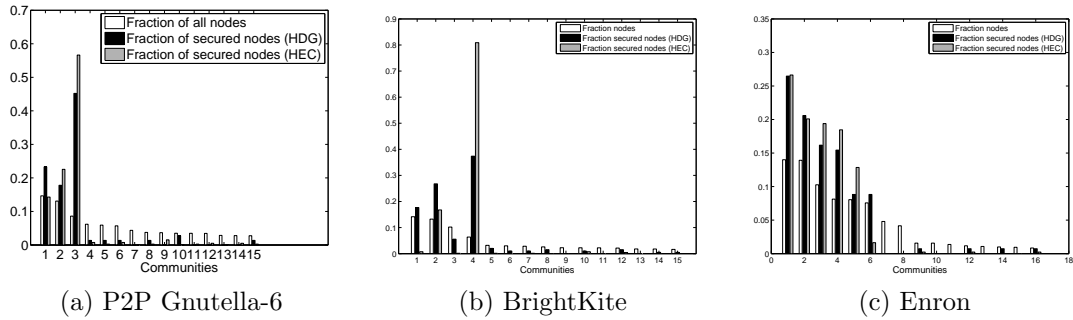 0.7
0.6
0.5
0.4
0.3
0.2
0.1
0
Fraction of all nodes
Fraction of secured nodes (HDG)
Fraction of secured nodes (HEC)
1 2 3 4 5 6 7 8 9 10 11 12 13 14 15
Communities
(a) P2P Gnutella-6
0.9
0.8
0.7
0.6
0.5
0.4
0.3
0.2
0.1
0
Fraction nodes
Fraction secured nodes (HDG)
Fraction secured nodes (HEC)
1 2 3 4 5 6 7 8 9 10 11 12 13 14 15
Communities
(b) BrightKite
0.35
0.3
0.25
0.2
0.15
0.1
0.05
0
Fraction nodes
Fraction secured nodes (HDG)
Fraction secured nodes (HEC)
0 2 4 6 8 10 12 14 16 18
Communities
(c) Enron